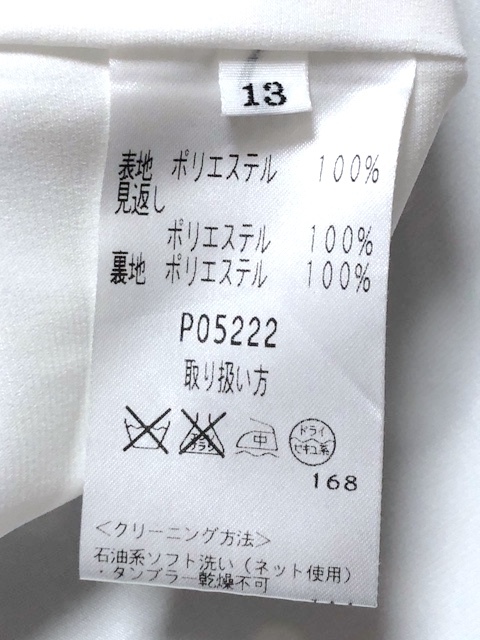 13
表地 ポリエステル 100%
見返し
ポリエステル 100%
裏地 ポリエステル 100%
P05222
取り扱い方
中
ドライ
セキユ系
168
<クリーニング方法>
石油系ソフト洗い(ネット使用)
・タンブラー乾燥不可